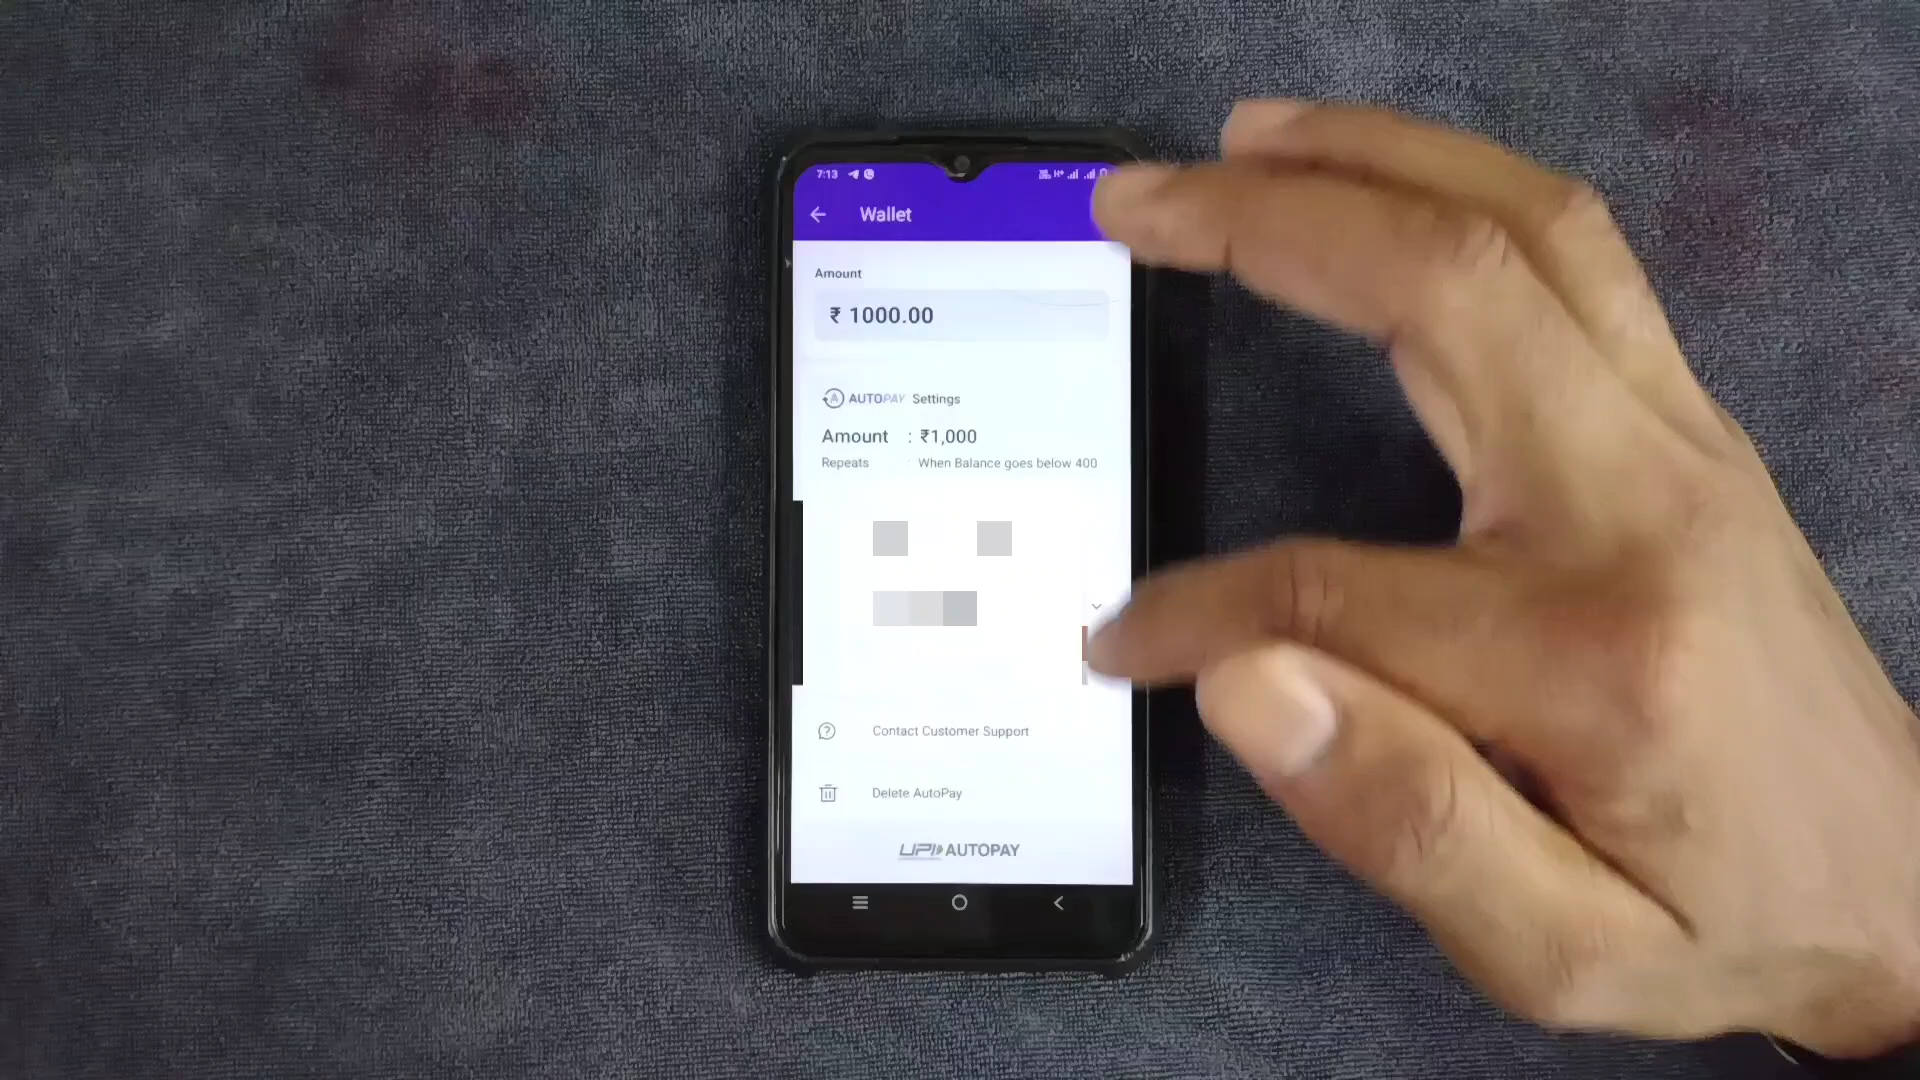 7:13
Wallet
Amount
₹ 1000.00
AUTOPAY Settings
Amount : ₹1,000
Repeats : When Balance goes below 400
Contact Customer Support
Delete AutoPay
UPI AUTOPAY